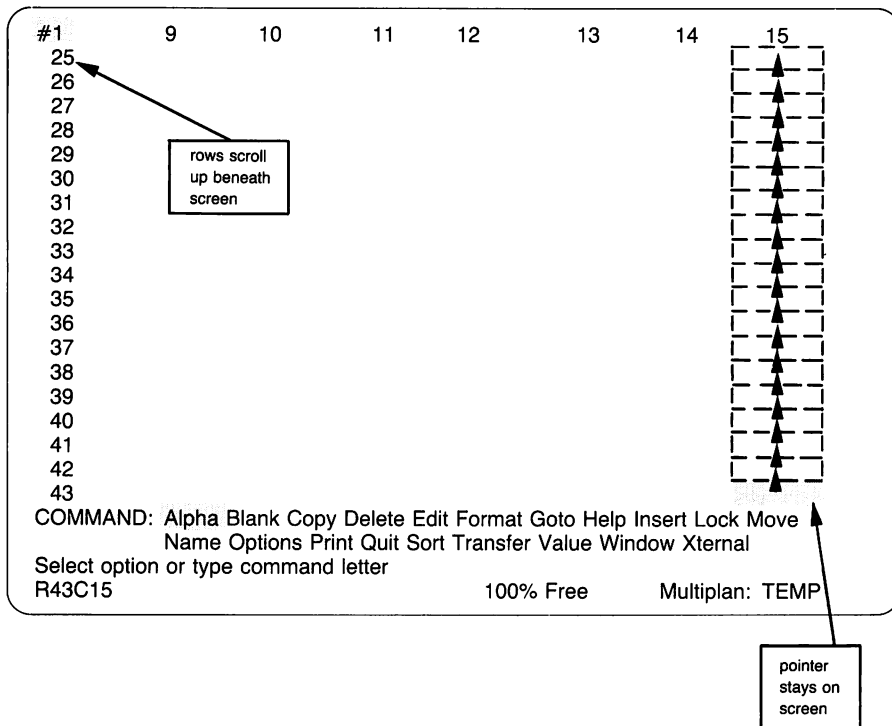 #1 9 10 11 12 13 14 15
25
26
27
28
29
30
31
32
33
34
35
36
37
38
39
40
41
42
43
rows scroll
up beneath
screen
COMMAND: Alpha Blank Copy Delete Edit Format Goto Help Insert Lock Move
Name Options Print Quit Sort Transfer Value Window Xternal
Select option or type command letter
R43C15 100% Free Multiplan: TEMP
pointer
stays on
screen